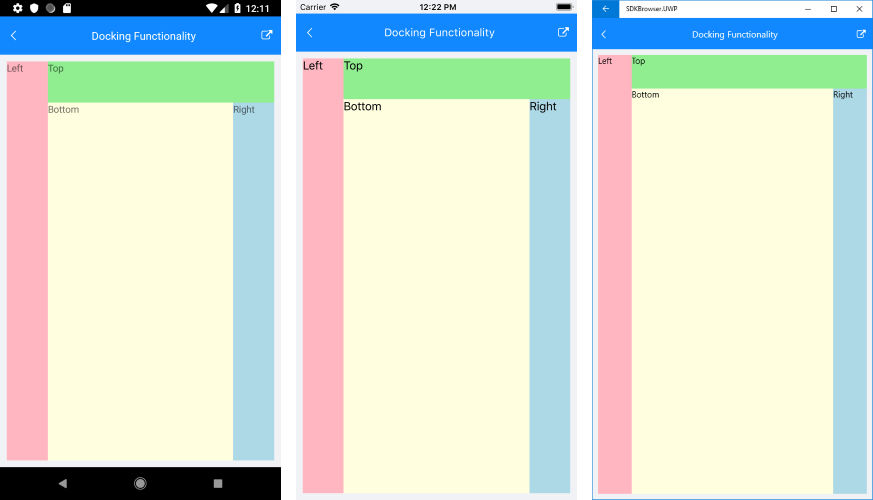 12:11
Docking Functionality
Left
Top
Bottom
Right
Carrier
12:22 PM
Docking Functionality
Left
Top
Bottom
Right
SDKBrowser.UWP
Docking Functionality
Left
Top
Bottom
Right